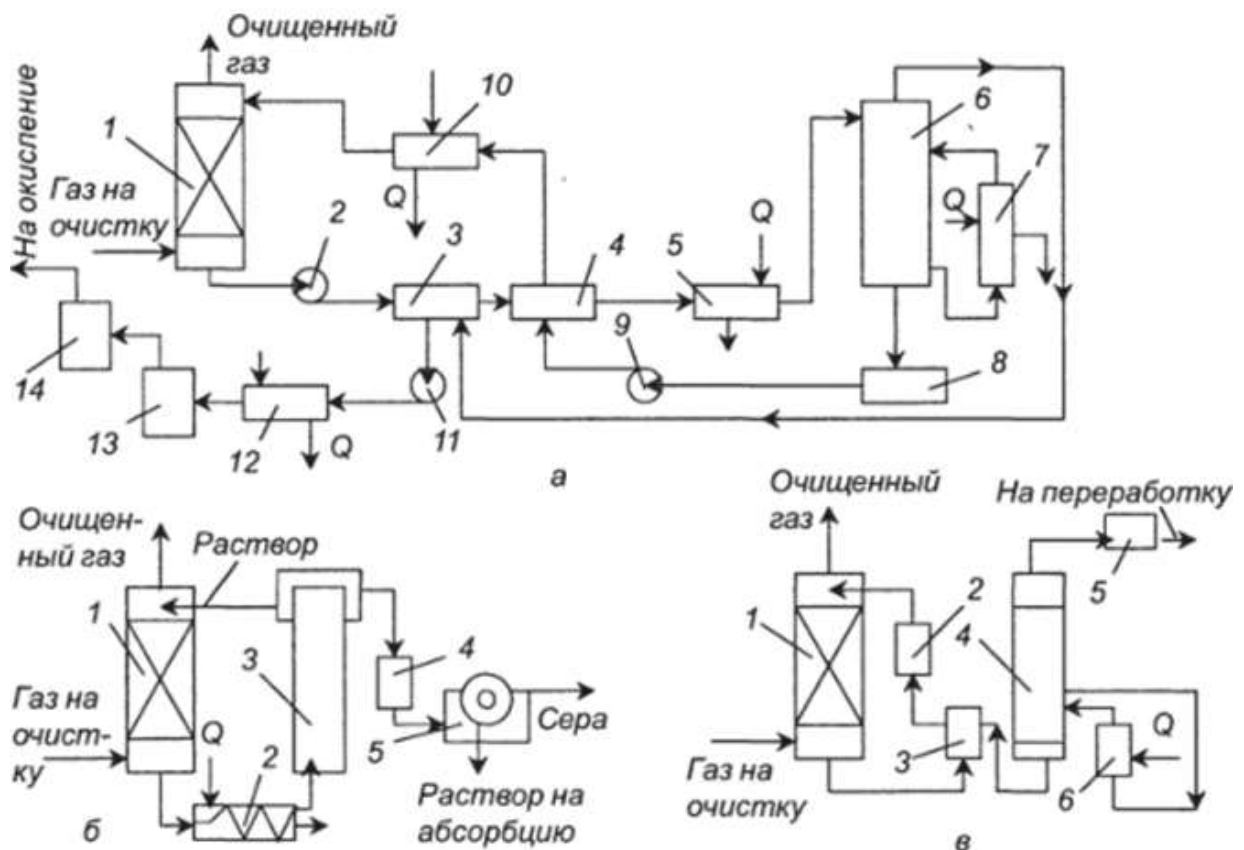 Очищенный
газ
На окисление
1
Газ на
очистку
2
10
Q
3
4
Q
5
6
Q
7
9
8
14
13
12
Q
11
а
Очищен-
ный газ
Раствор
1
3
4
Газ на
очист-
ку
Q
2
5
Сера
Раствор на
абсорбцию
б
Очищенный
газ
На переработку
5
1
2
4
3
Q
6
Газ на
очистку
в